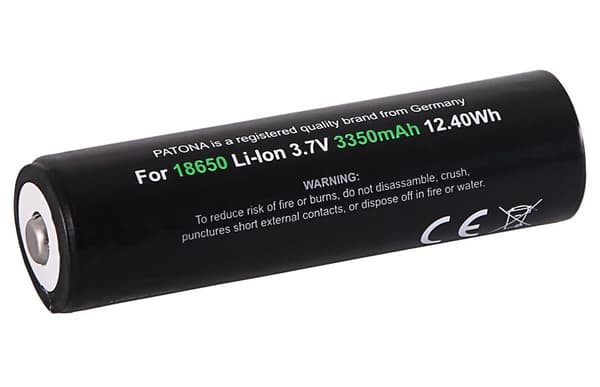 PATONA is a registered quality brand from Germany
For 18650 Li-Ion 3.7V 3350mAh 12.40Wh
WARNING:
To reduce risk of fire or burns, do not disassamble, crush,
punctures short external contacts, or dispose off in fire or water.
CE